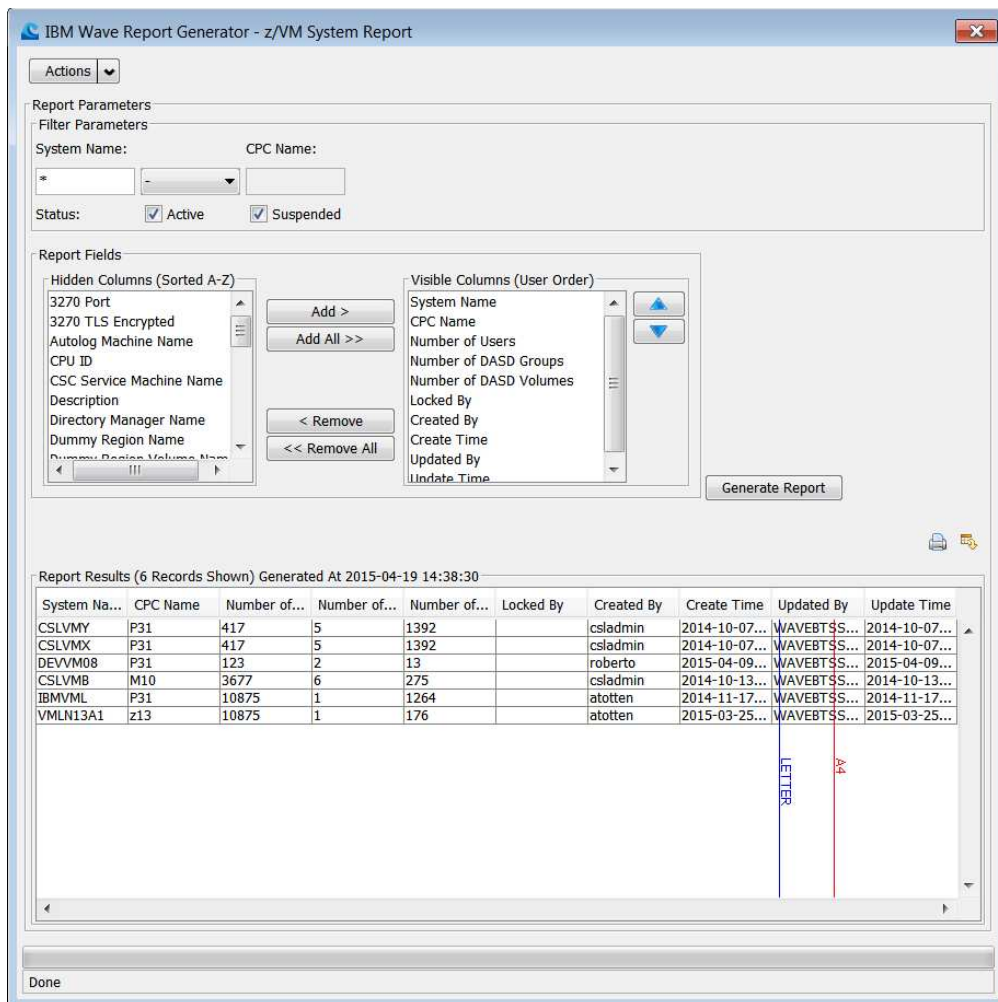 IBM Wave Report Generator - z/VM System Report
Actions
Report Parameters
Filter Parameters
System Name: CPC Name:
* -
Status: Active Suspended
Report Fields
Hidden Columns (Sorted A-Z)
3270 Port
3270 TLS Encrypted
Autolog Machine Name
CPU ID
CSC Service Machine Name
Description
Directory Manager Name
Dummy Region Name
Dummy Region Volume Nam
Add >
Add All >>
< Remove
<< Remove All
Visible Columns (User Order)
System Name
CPC Name
Number of Users
Number of DASD Groups
Number of DASD Volumes
Locked By
Created By
Create Time
Updated By
Update Time
Generate Report
Report Results (6 Records Shown) Generated At 2015-04-19 14:38:30
System Na... CPC Name Number of... Number of... Number of... Locked By Created By Create Time Updated By Update Time
CSLVMY P31 417 5 1392 csladmin 2014-10-07... WAVEBTSS... 2014-10-07...
CSLVMX P31 417 5 1392 csladmin 2014-10-07... WAVEBTSS... 2014-10-07...
DEVVM08 P31 123 2 13 roberto 2015-04-09... WAVEBTSS... 2015-04-09...
CSLVMB M10 3677 6 275 csladmin 2014-10-13... WAVEBTSS... 2014-10-13...
IBMVML P31 10875 1 1264 atotten 2014-11-17... WAVEBTSS... 2014-11-17...
VMLN13A1 z13 10875 1 176 atotten 2015-03-25... WAVEBTSS... 2015-03-25...
LETTER
A4
Done